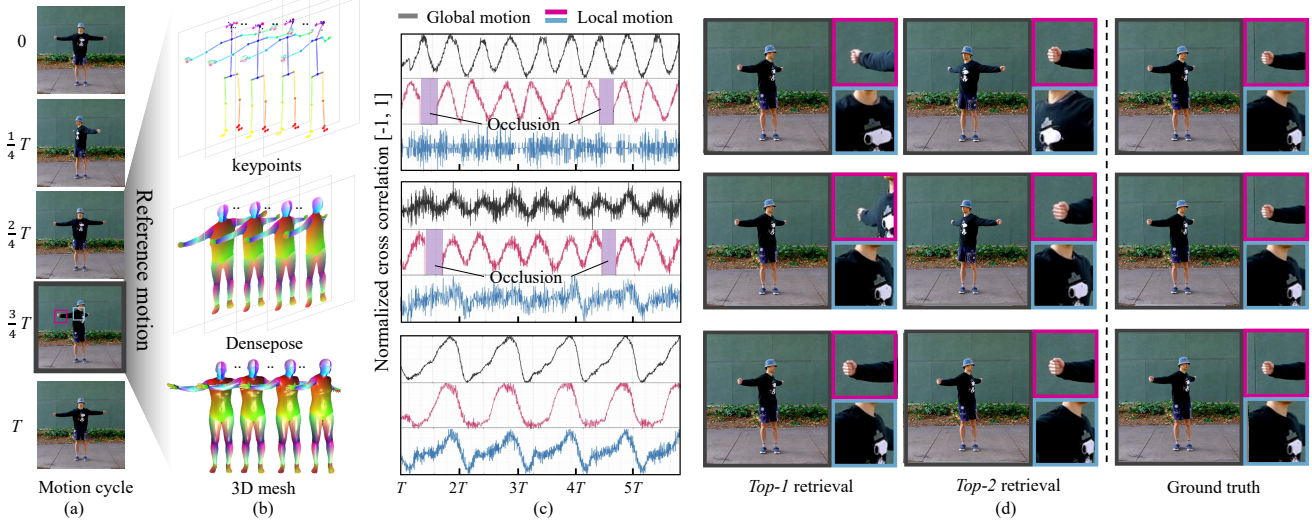 0
1/4 T
2/4 T
3/4 T
T
Motion cycle
(a)
Reference motion
keypoints
Densepose
3D mesh
(b)
Global motion
Local motion
Normalized cross correlation [-1, 1]
Occlusion
Occlusion
T 2T 3T 4T 5T
(c)
Top-1 retrieval
Top-2 retrieval
Ground truth
(d)